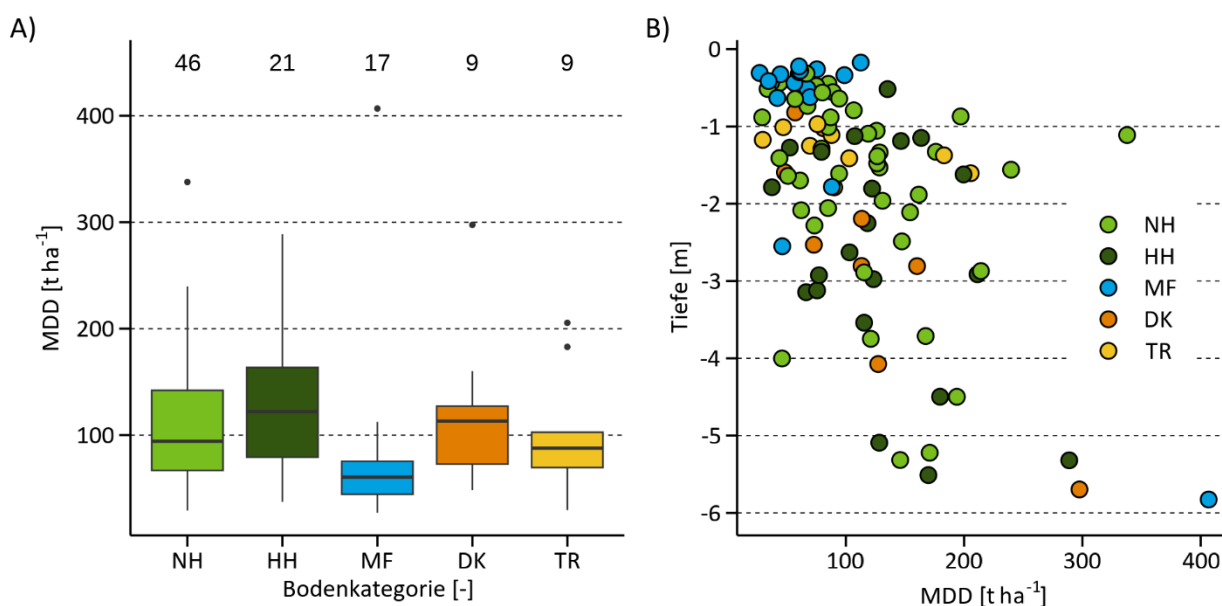 A)
46 21 17 9 9
400
300
200
100
MDD [t ha⁻¹]
NH HH MF DK TR
Bodenkategorie [-]
B)
0
-1
-2
-3
-4
-5
-6
Tiefe [m]
NH
HH
MF
DK
TR
100 200 300 400
MDD [t ha⁻¹]